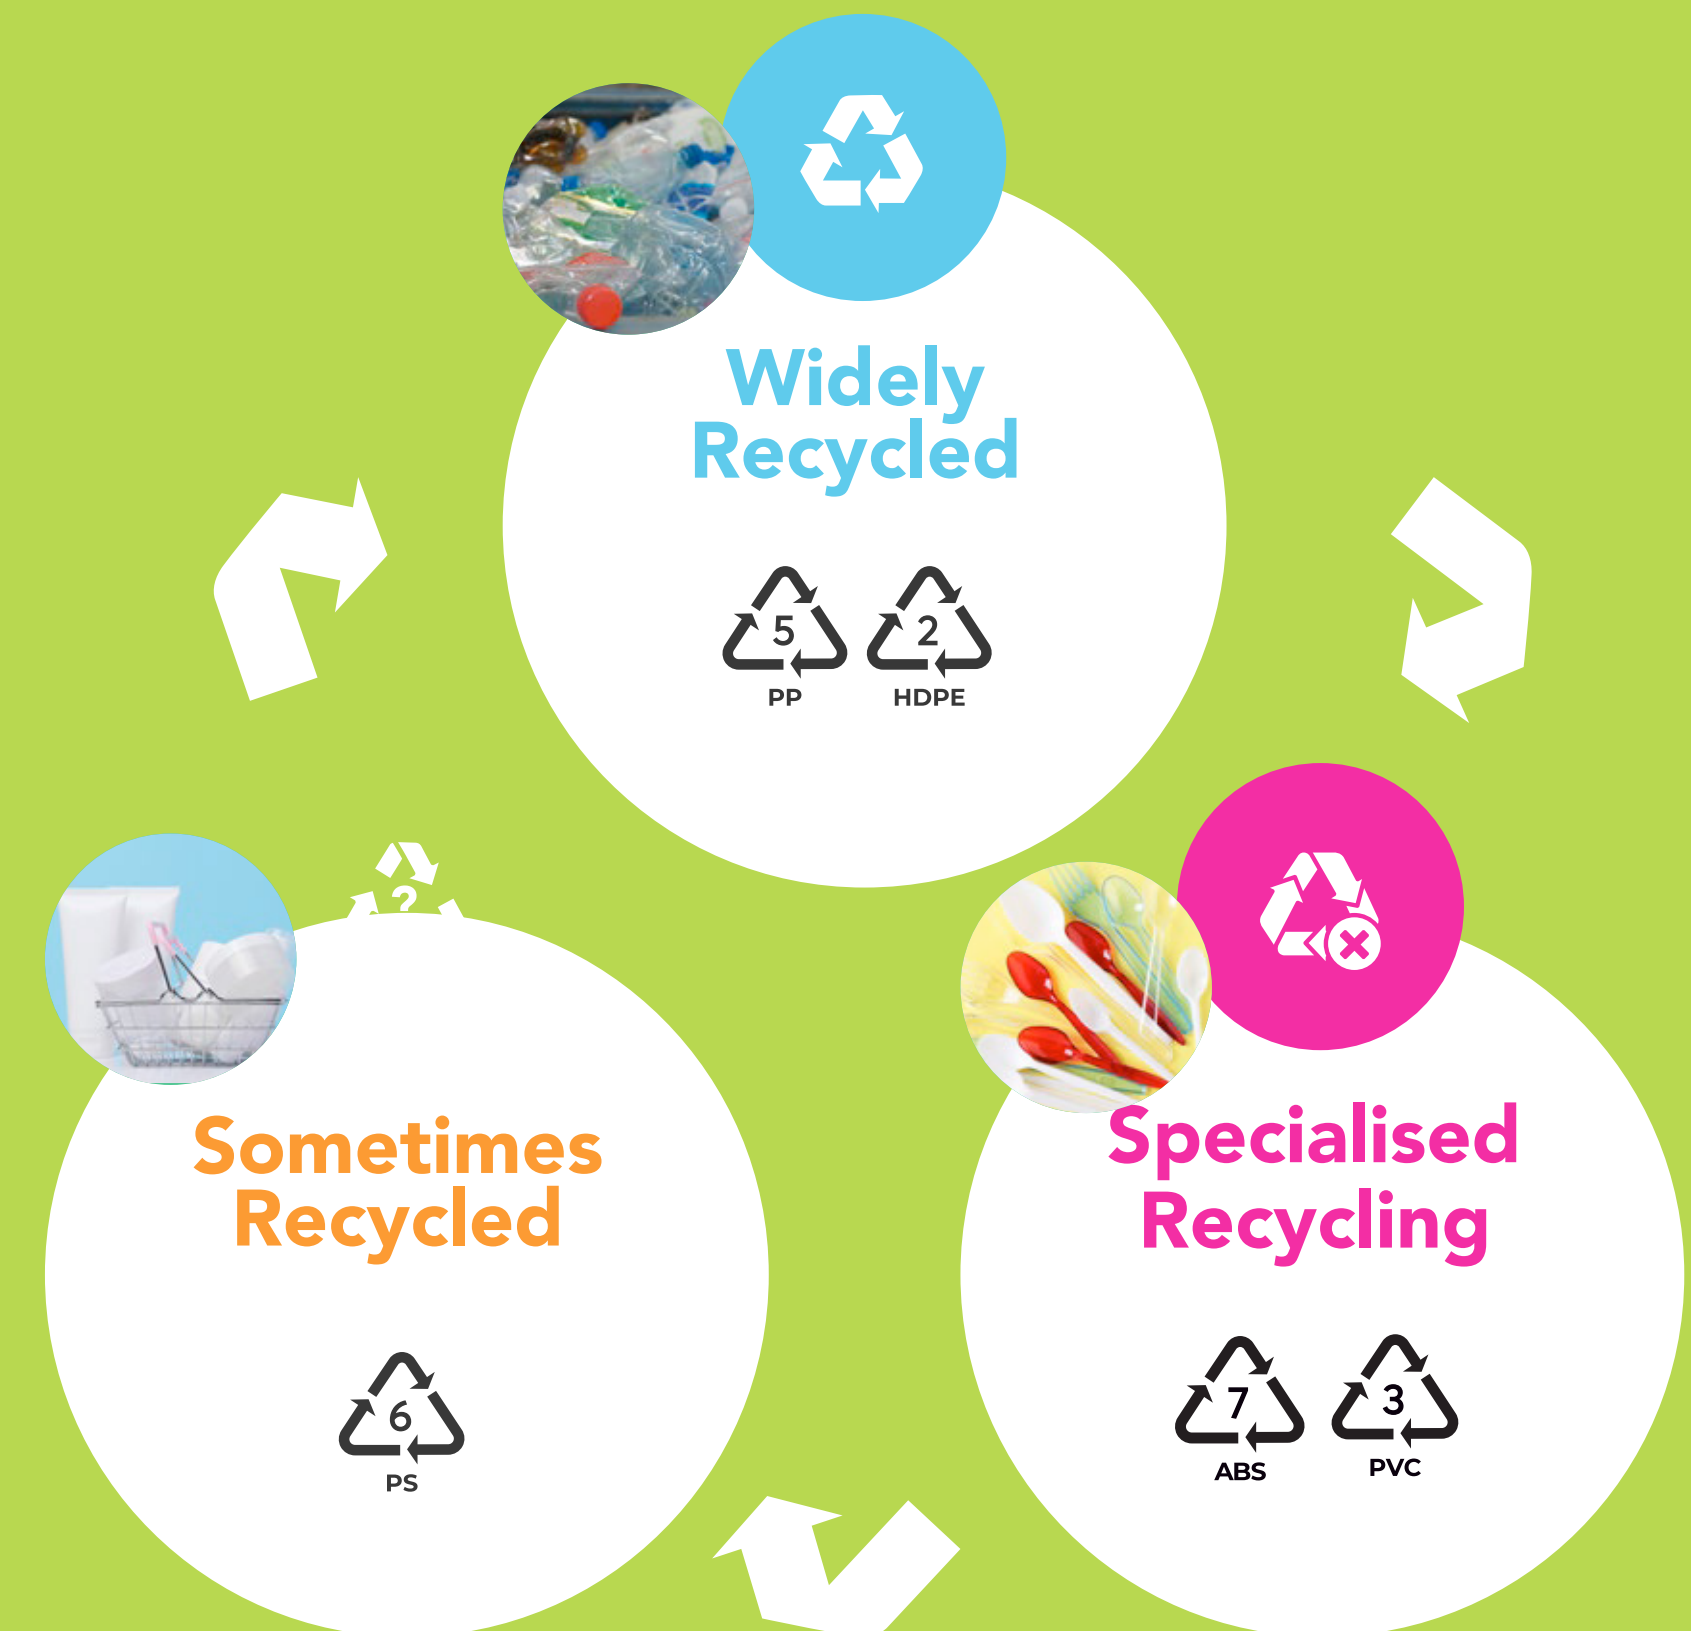 Widely
Recycled
5 2
PP HDPE
?
Sometimes
Recycled
6
PS
Specialised
Recycling
7 3
ABS PVC